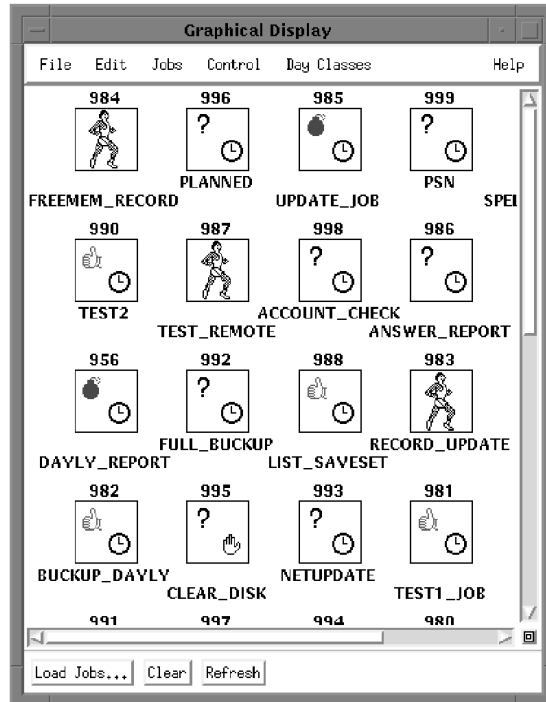 Graphical Display
File Edit Jobs Control Day Classes Help
984 996 985 999
? ?
PLANNED PSN
FREEMEM_RECORD UPDATE_JOB SPEL
990 987 998 986
? ?
TEST2 ACCOUNT_CHECK
TEST_REMOTE ANSWER_REPORT
956 992 988 983
?
FULL_BUCKUP RECORD_UPDATE
DAYLY_REPORT LIST_SAVESET
982 995 993 981
? ?
BUCKUP_DAYLY NETUPDATE
CLEAR_DISK TEST1_JOB
991 997 994 980
Load Jobs... Clear Refresh